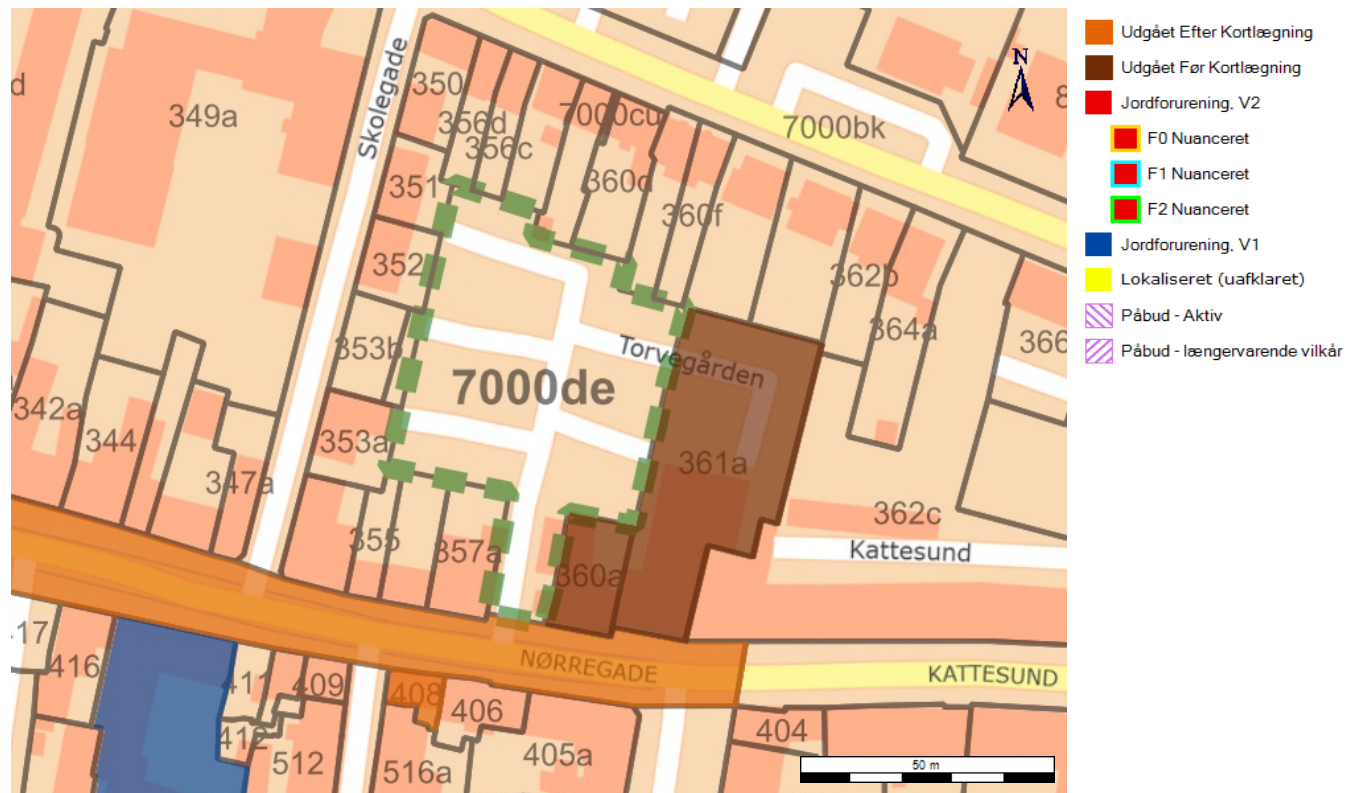 d
349a
Skolegade
350
356d
356c
7000cu
360d
360f
7000bk
N
8
351
352
353b
353a
7000de
Torvegården
362b
364a
366
342a
344
347a
355
357a
360a
361a
362c
Kattesund
NØRREGADE
KATTESUND
417
416
411
412
409
512
408
406
516a
405a
404
50 m
Udgået Efter Kortlægning
Udgået Før Kortlægning
Jordforurening, V2
F0 Nuanceret
F1 Nuanceret
F2 Nuanceret
Jordforurening, V1
Lokaliseret (uafklaret)
Påbud - Aktiv
Påbud - længervarende vilkår